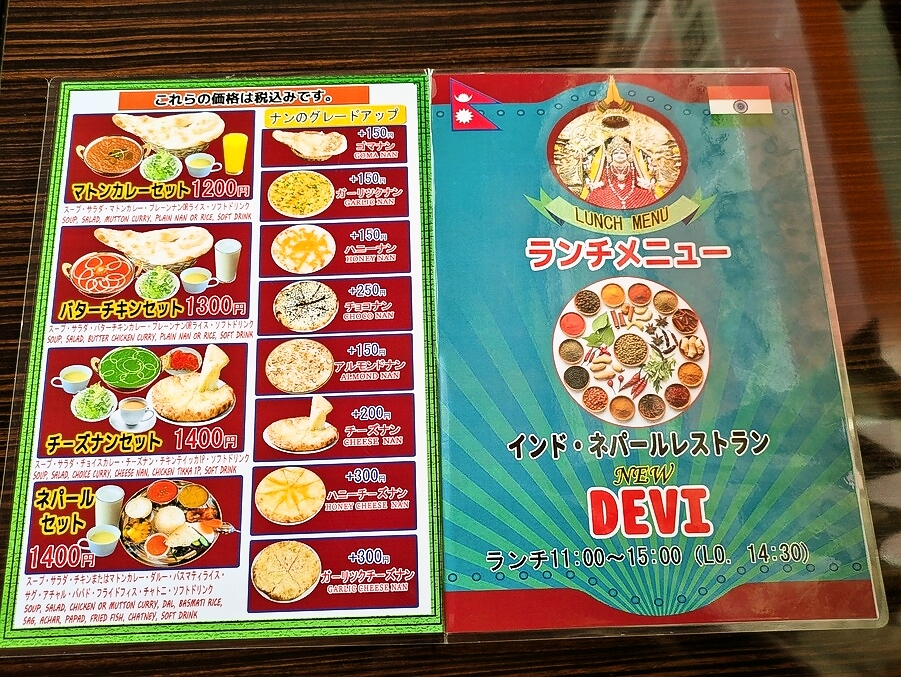 これらの価格は税込みです。
マトンカレーセット 1200円
スープ・サラダ・マトンカレー・プレーンナンORライス・ソフトドリンク
SOUP, SALAD, MUTTON CURRY, PLAIN NAN OR RICE, SOFT DRINK
バターチキンセット 1300円
スープ・サラダ・バターチキンカレー・プレーンナンORライス・ソフトドリンク
SOUP, SALAD, BUTTER CHICKEN CURRY, PLAIN NAN OR RICE, SOFT DRINK
チーズナンセット 1400円
スープ・サラダ・チョイスカレー・チーズナン・チキンティッカ1P・ソフトドリンク
SOUP, SALAD, CHOICE CURRY, CHEESE NAN, CHICKEN TIKKA 1P, SOFT DRINK
ネパール
セット
1400円
スープ・サラダ・チキンまたはマトンカレー・ダル・バスマティライス・
サグ・アチャル・パパド・フライドフィス・チャトニ・ソフトドリンク
SOUP, SALAD, CHICKEN OR MUTTON CURRY, DAL, BASMATI RICE,
SAG, ACHAR, PAPAD, FRIED FISH, CHATNEY, SOFT DRINK
ナンのグレードアップ
+150円
ゴマナン
GOMA NAN
+150円
ガーリックナン
GARLIC NAN
+150円
ハニーナン
HONEY NAN
+250円
チョコナン
CHOCO NAN
+150円
アルモンドナン
ALMOND NAN
+200円
チーズナン
CHEESE NAN
+300円
ハニーチーズナン
HONEY CHEESE NAN
+300円
ガーリックチーズナン
GARLIC CHEESE NAN
LUNCH MENU
ランチメニュー
インド・ネパールレストラン
NEW
DEVI
ランチ11:00～15:00 (LO. 14:30)